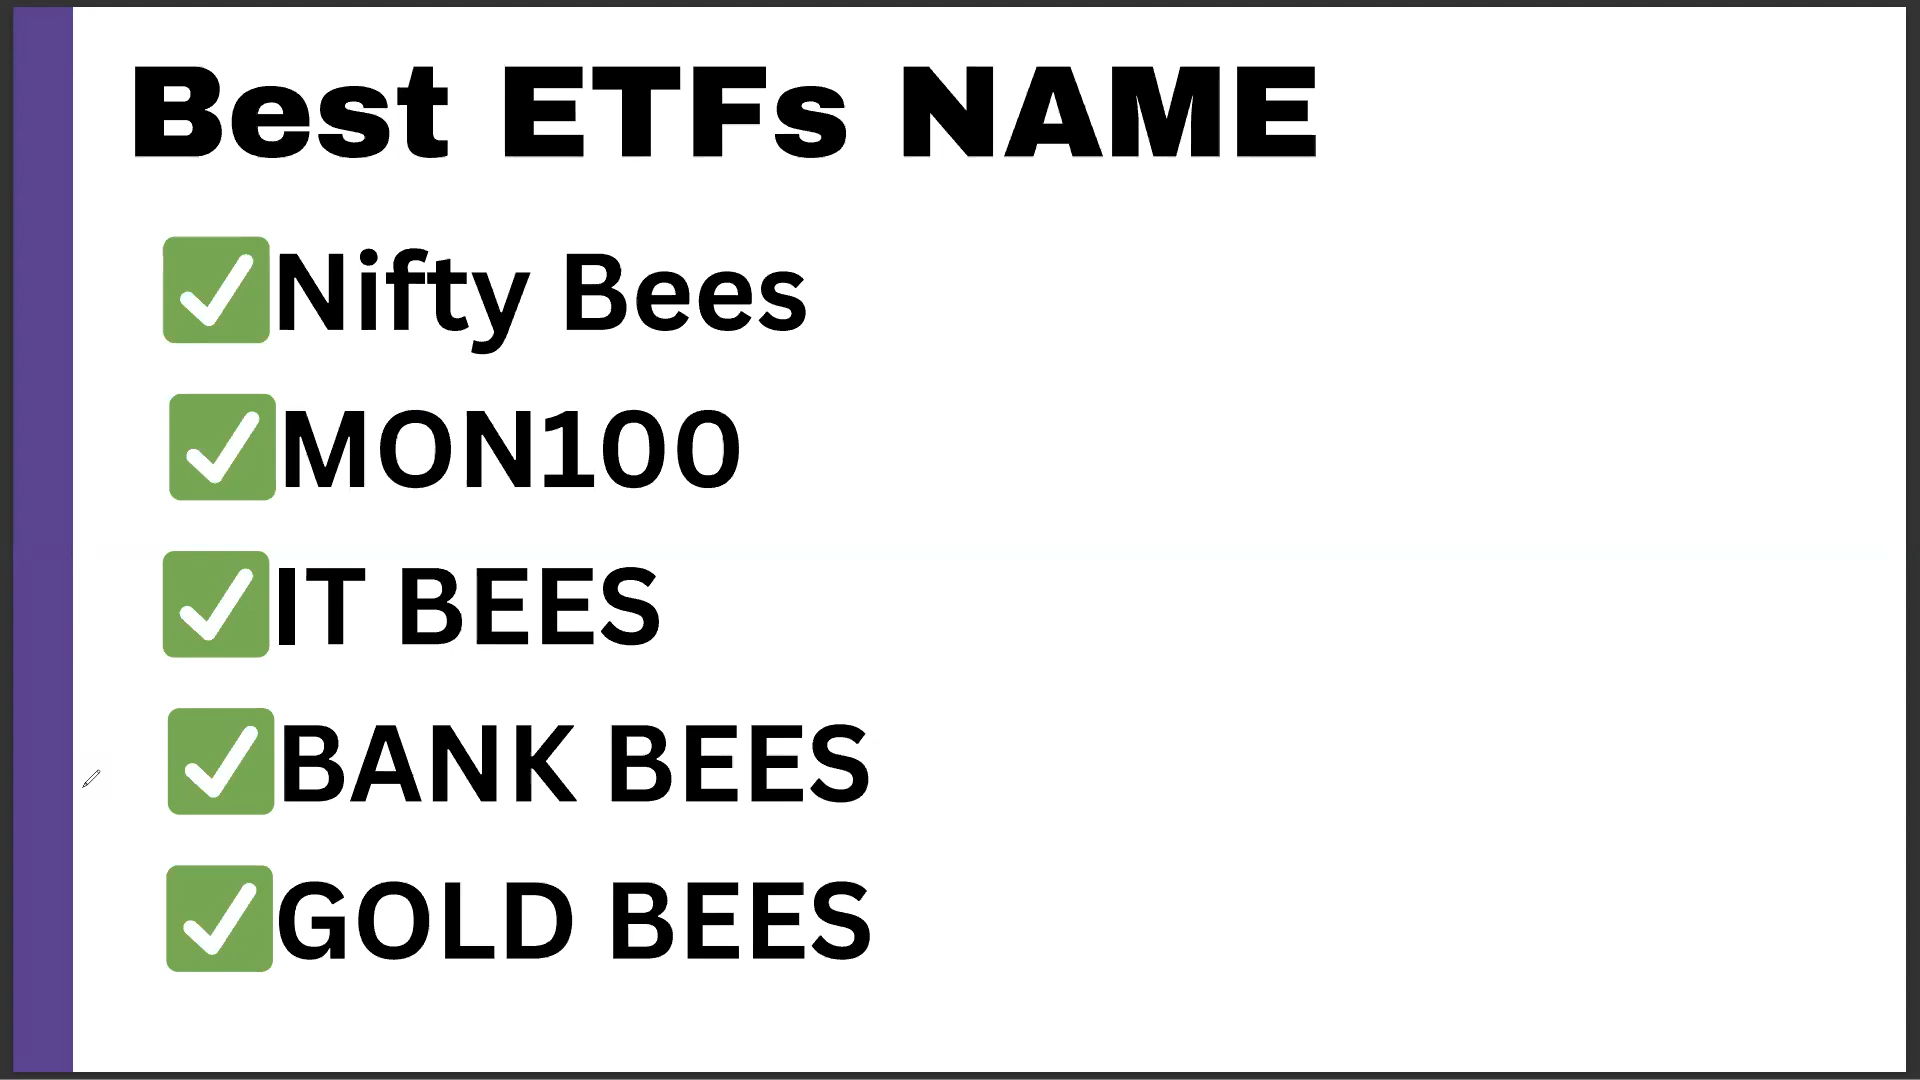 Best ETFs NAME
✅Nifty Bees
✅MON100
✅IT BEES
✅BANK BEES
✅GOLD BEES